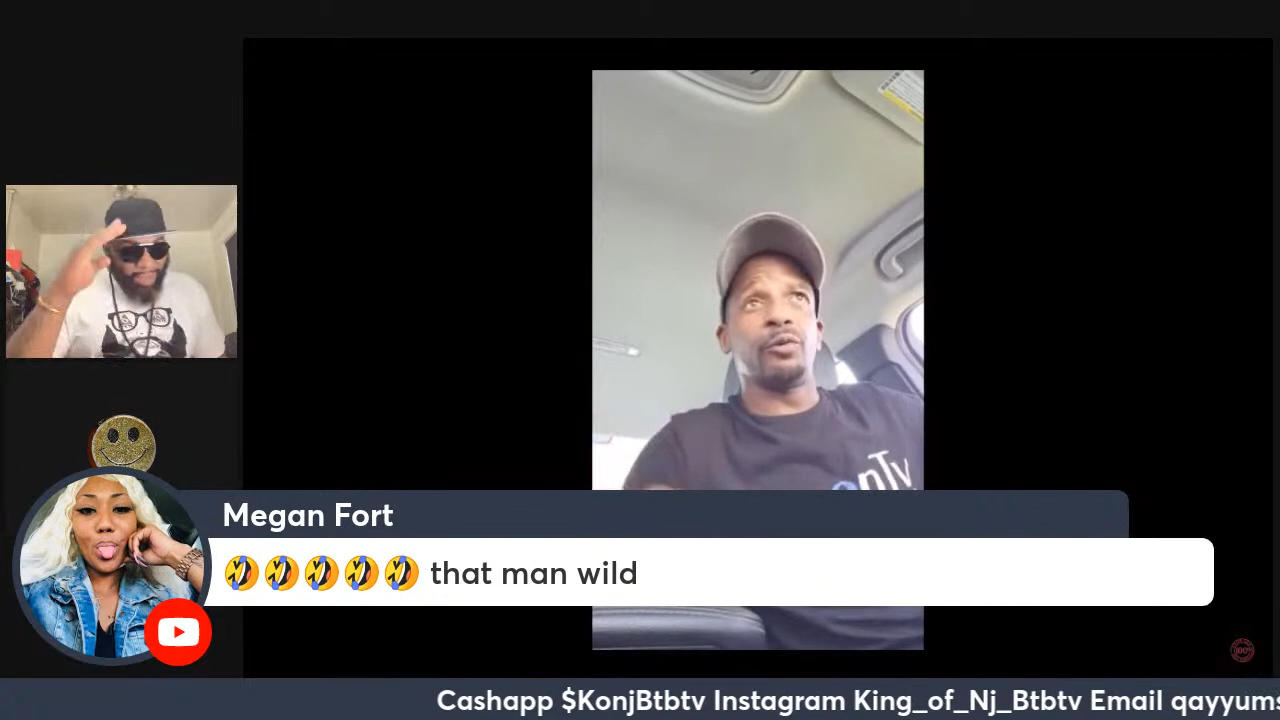 Megan Fort
🤣🤣🤣🤣🤣 that man wild
Cashapp $KonjBtbtv Instagram King_of_Nj_Btbtv Email qayyums